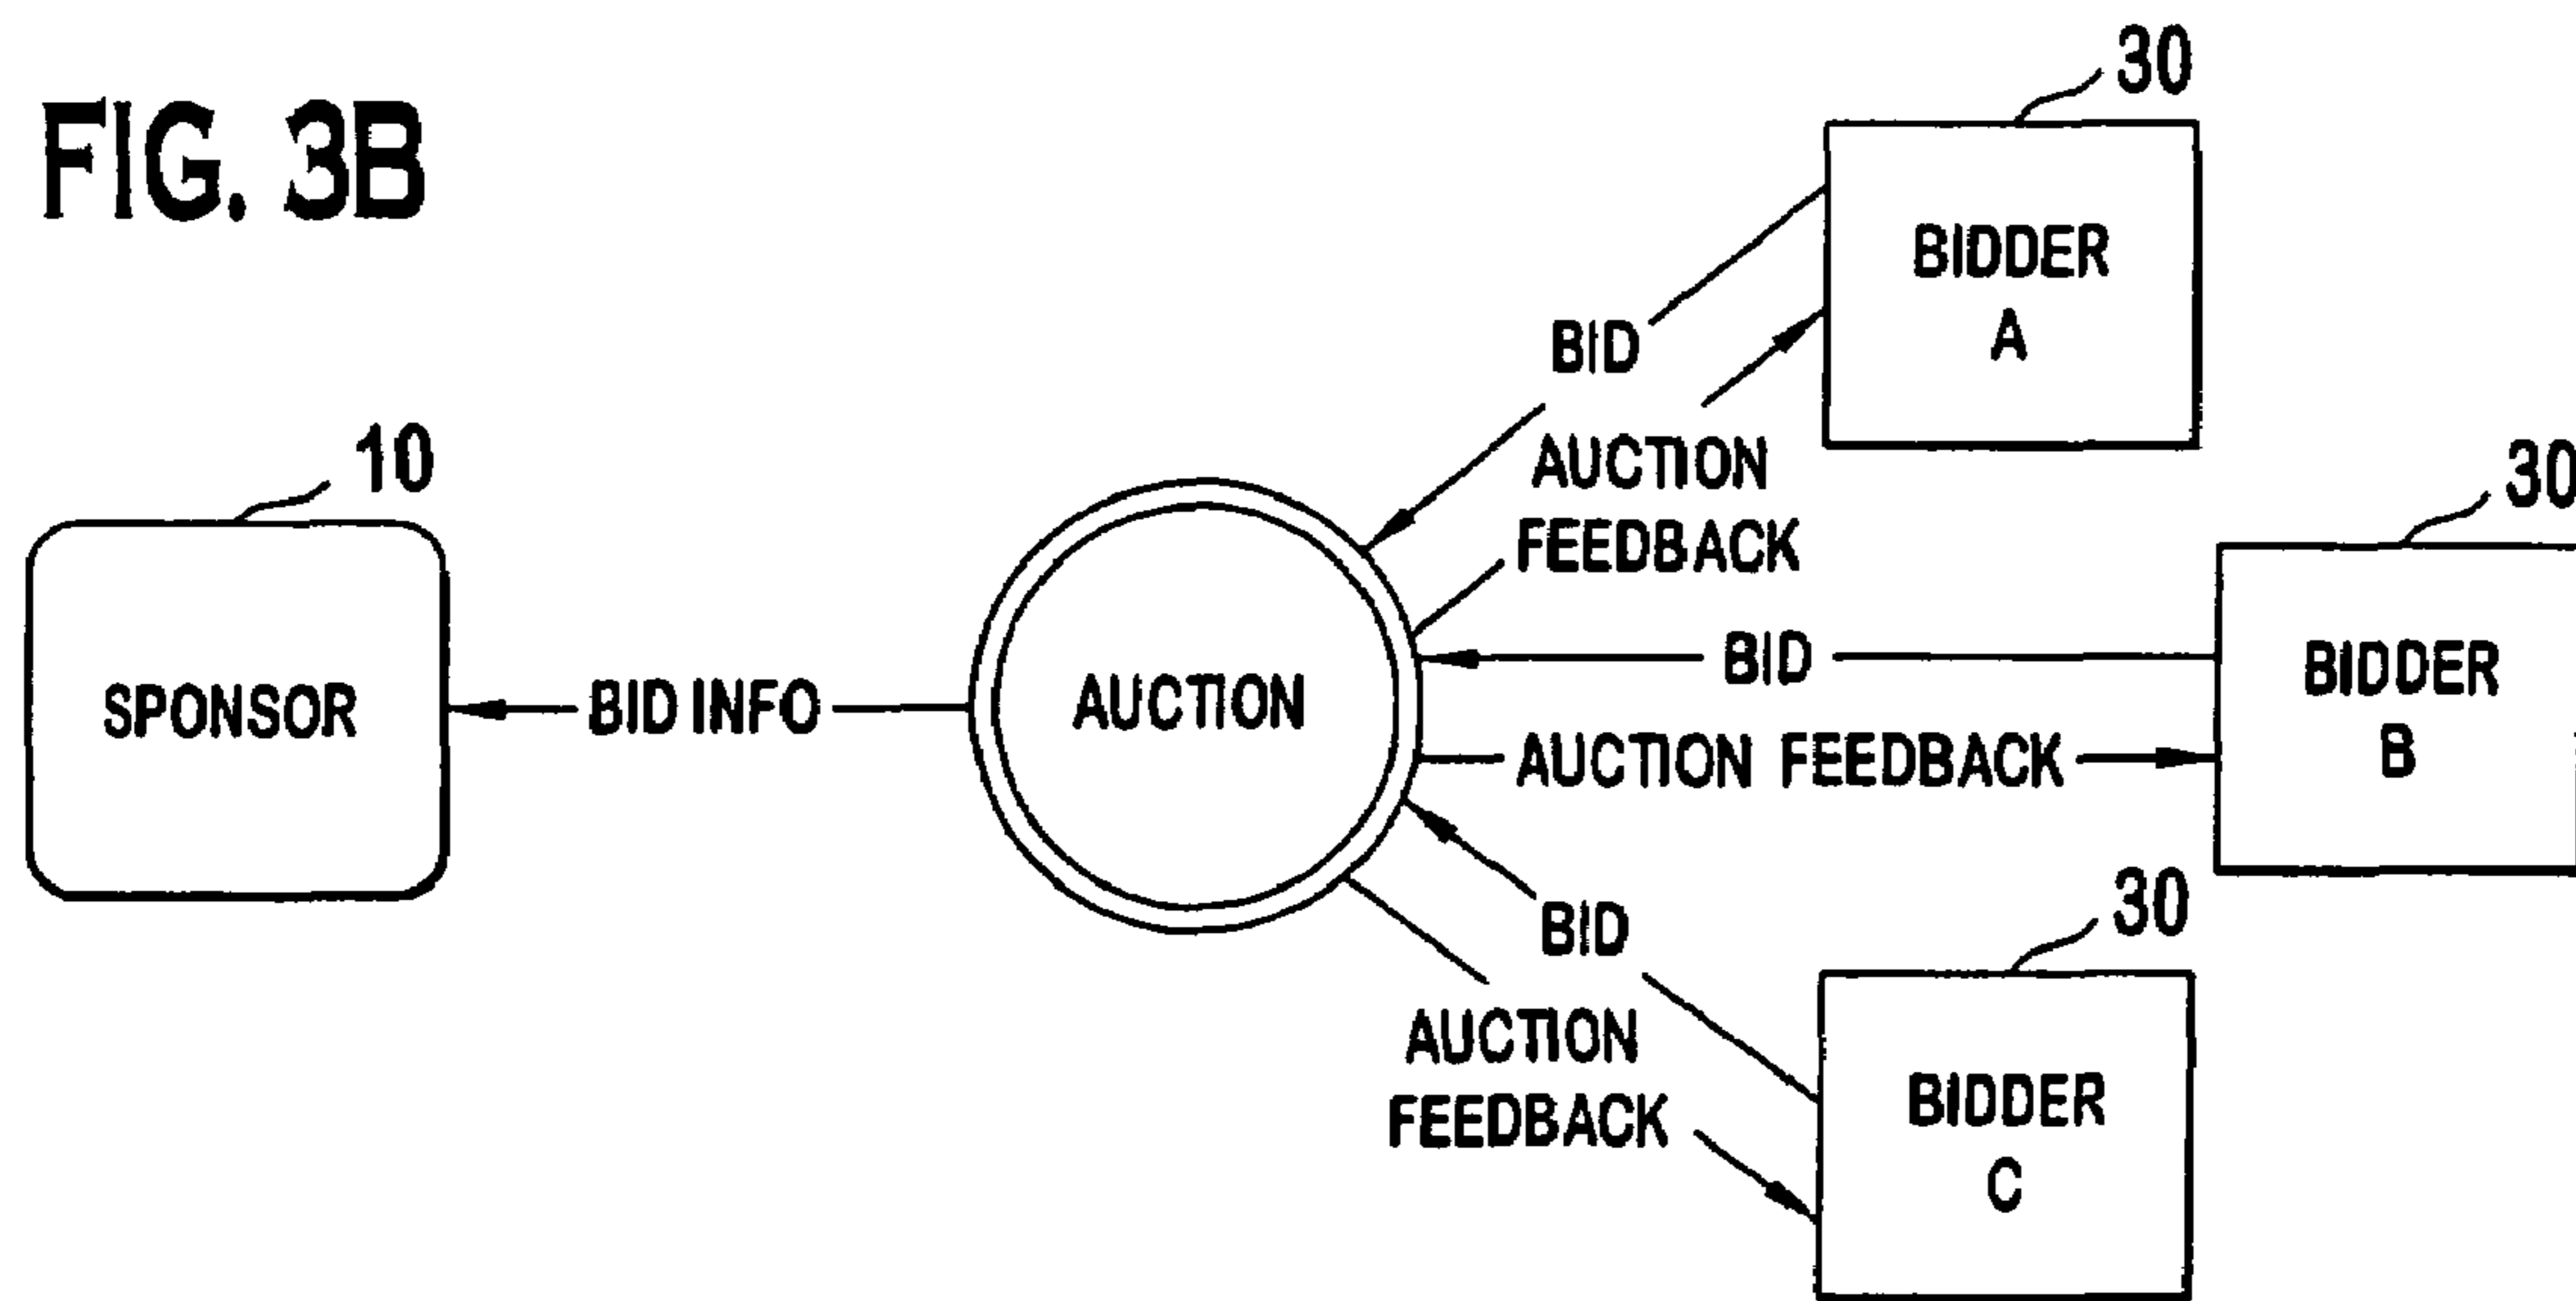 FIG. 3B
30
BIDDER
A
BID
AUCTION
FEEDBACK
10
SPONSOR
BID INFO
AUCTION
BID
AUCTION FEEDBACK
30
BIDDER
B
BID
AUCTION
FEEDBACK
30
BIDDER
C